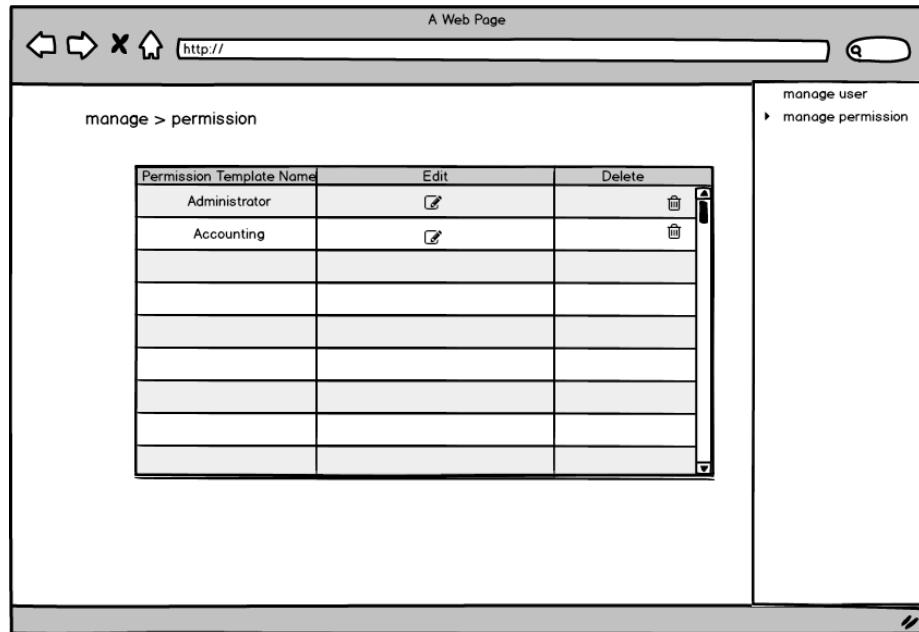 A Web Page
http://
manage user
manage permission
manage > permission
Permission Template Name Edit Delete
Administrator
Accounting